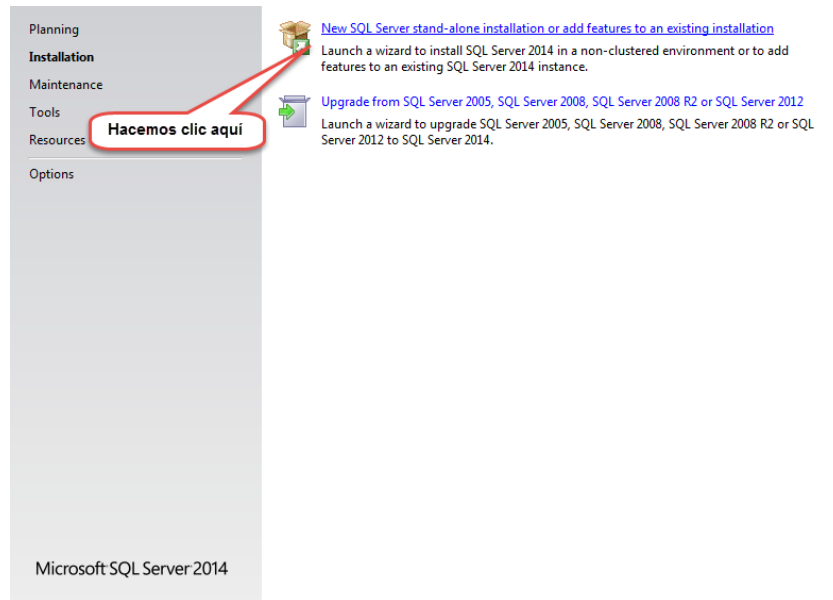 Planning
Installation
Maintenance
Tools
Resources
Options
Hacemos clic aquí
New SQL Server stand-alone installation or add features to an existing installation
Launch a wizard to install SQL Server 2014 in a non-clustered environment or to add
features to an existing SQL Server 2014 instance.
Upgrade from SQL Server 2005, SQL Server 2008, SQL Server 2008 R2 or SQL Server 2012
Launch a wizard to upgrade SQL Server 2005, SQL Server 2008, SQL Server 2008 R2 or SQL
Server 2012 to SQL Server 2014.
Microsoft SQL Server 2014